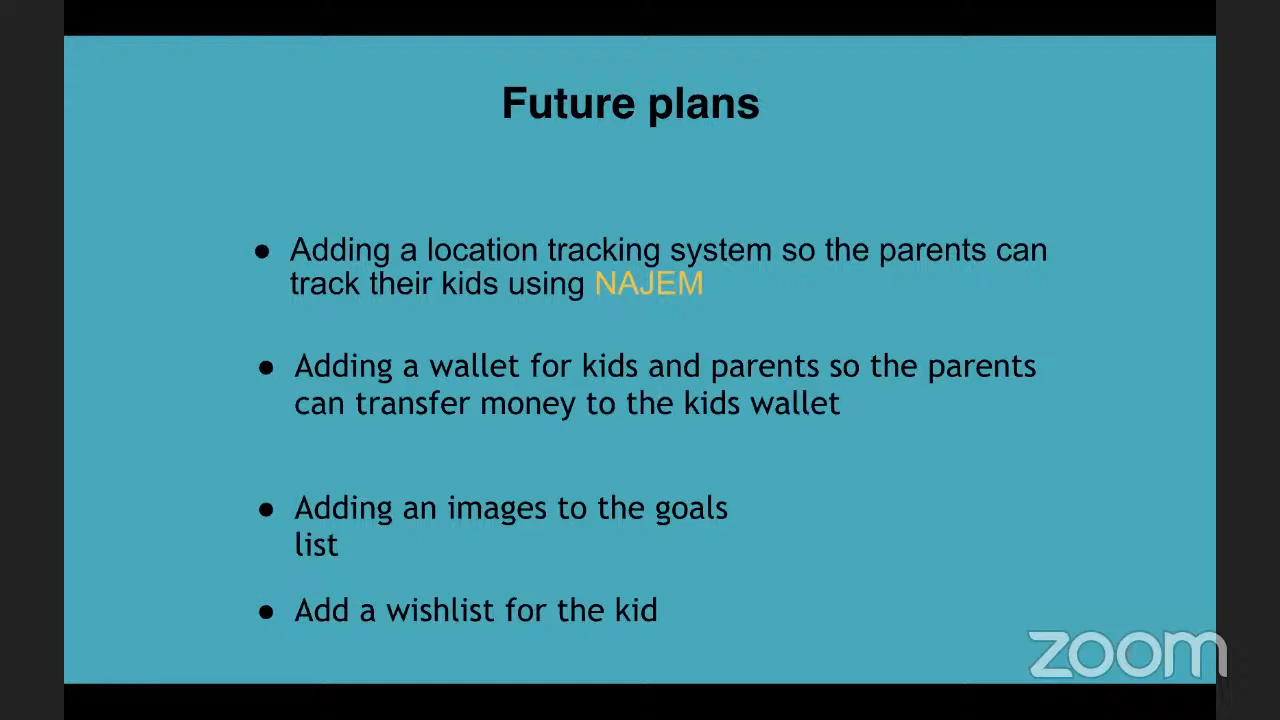 Future plans
● Adding a location tracking system so the parents can
track their kids using NAJEM
● Adding a wallet for kids and parents so the parents
can transfer money to the kids wallet
● Adding an images to the goals
list
● Add a wishlist for the kid
zoom